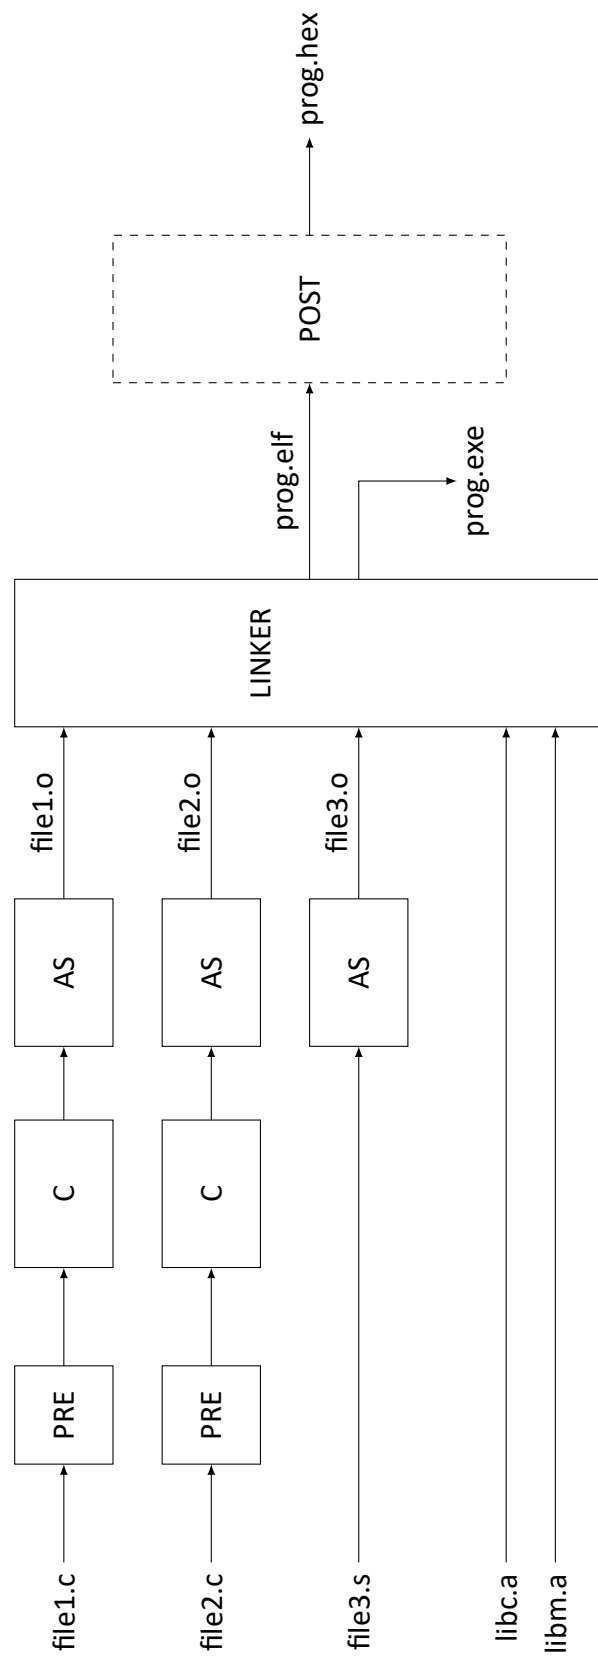 file1.c
PRE
C
AS
file1.o
file2.c
PRE
C
AS
file2.o
file3.s
AS
file3.o
libc.a
libm.a
LINKER
prog.elf
prog.exe
POST
prog.hex